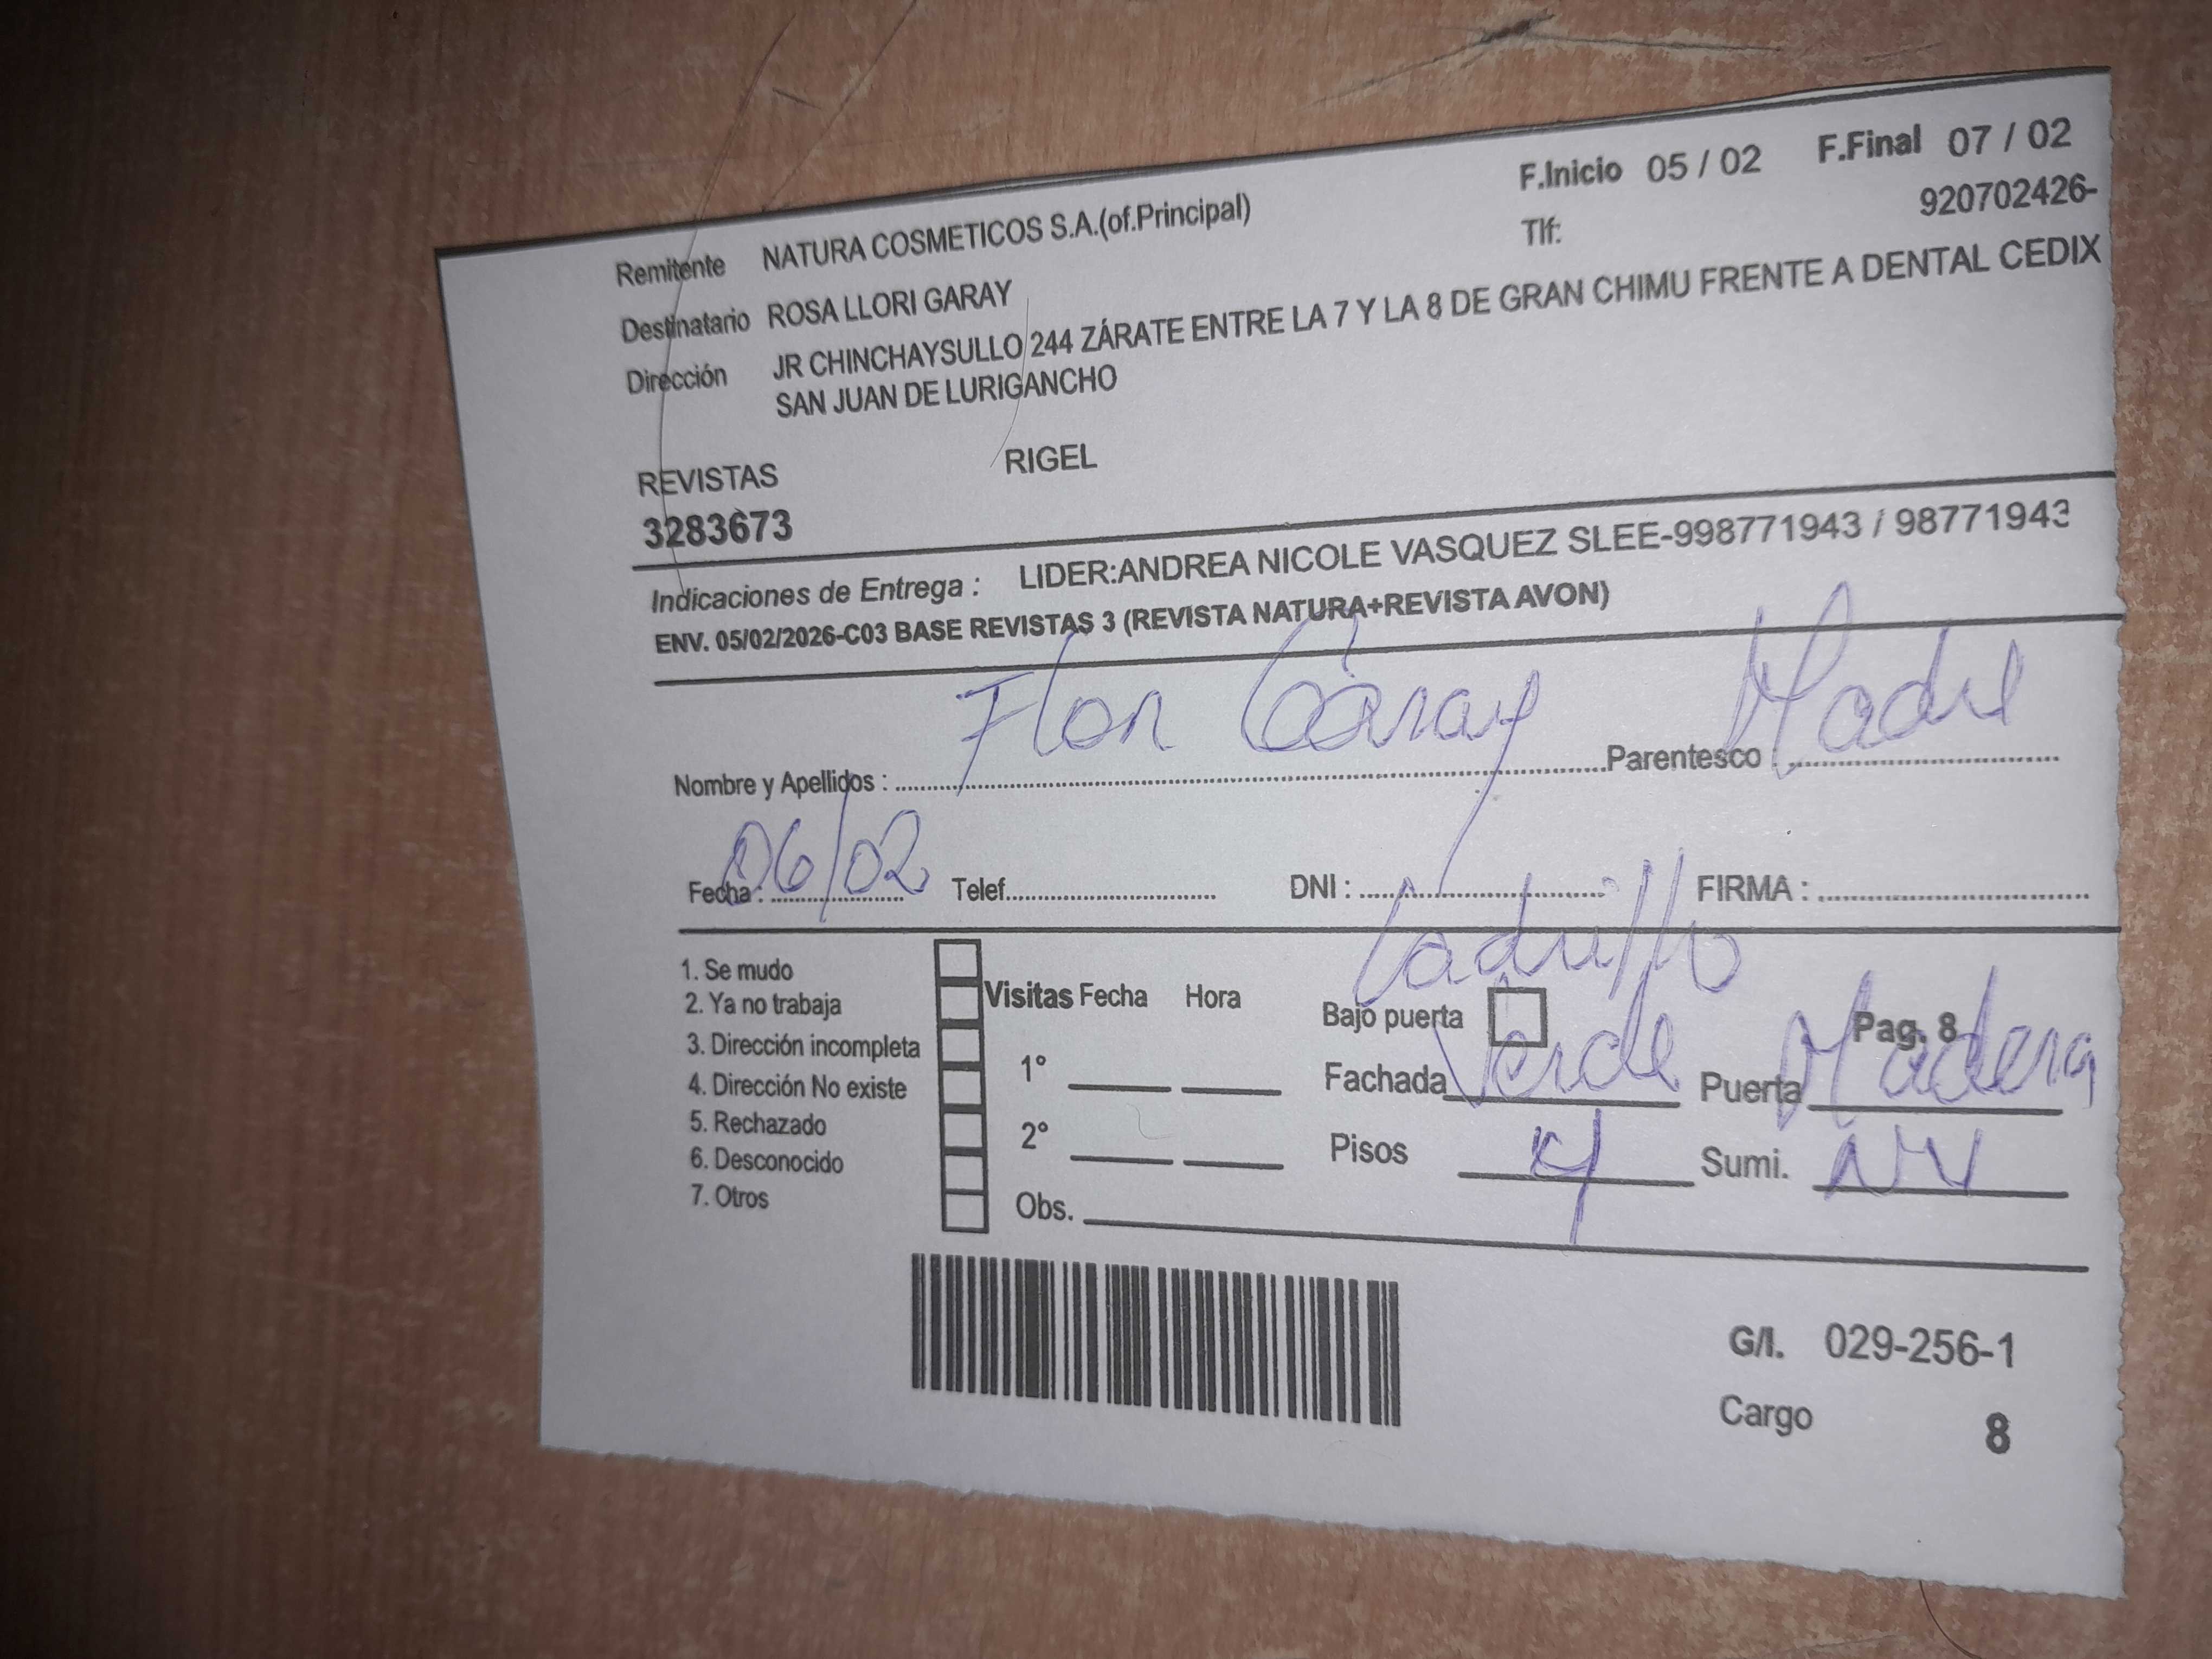 F.Inicio 05 / 02 F.Final 07 / 02
Remitente NATURA COSMETICOS S.A.(of.Principal) Tlf: 920702426-
Destinatario ROSA LLORI GARAY
Dirección JR CHINCHAYSULLO 244 ZÁRATE ENTRE LA 7 Y LA 8 DE GRAN CHIMU FRENTE A DENTAL CEDIX
SAN JUAN DE LURIGANCHO
REVISTAS RIGEL
3283673
Indicaciones de Entrega : LIDER:ANDREA NICOLE VASQUEZ SLEE-998771943 / 98771943
ENV. 05/02/2026-C03 BASE REVISTAS 3 (REVISTA NATURA+REVISTA AVON)
Nombre y Apellidos : Flor Garay Parentesco : Madre
Fecha : 06/02 Telef. DNI : FIRMA :
Ladrillo
1. Se mudo
2. Ya no trabaja Visitas Fecha Hora Bajo puerta Pag. 8
3. Dirección incompleta 1° Fachada Verde Puerta Madera
4. Dirección No existe
5. Rechazado 2° Pisos 4 Sumi. NV
6. Desconocido
7. Otros Obs.
G/I. 029-256-1
Cargo 8